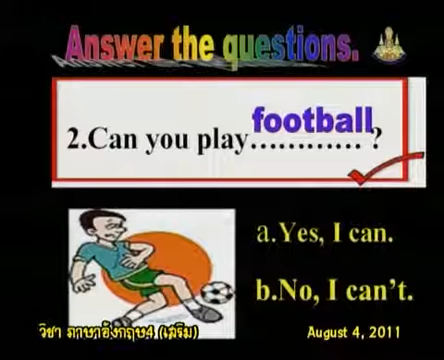 Answer the questions.
football
2.Can you play............ ?
a.Yes, I can.
b.No, I can't.
วิชา ภาษาอังกฤษ4 (เสริม)
August 4, 2011